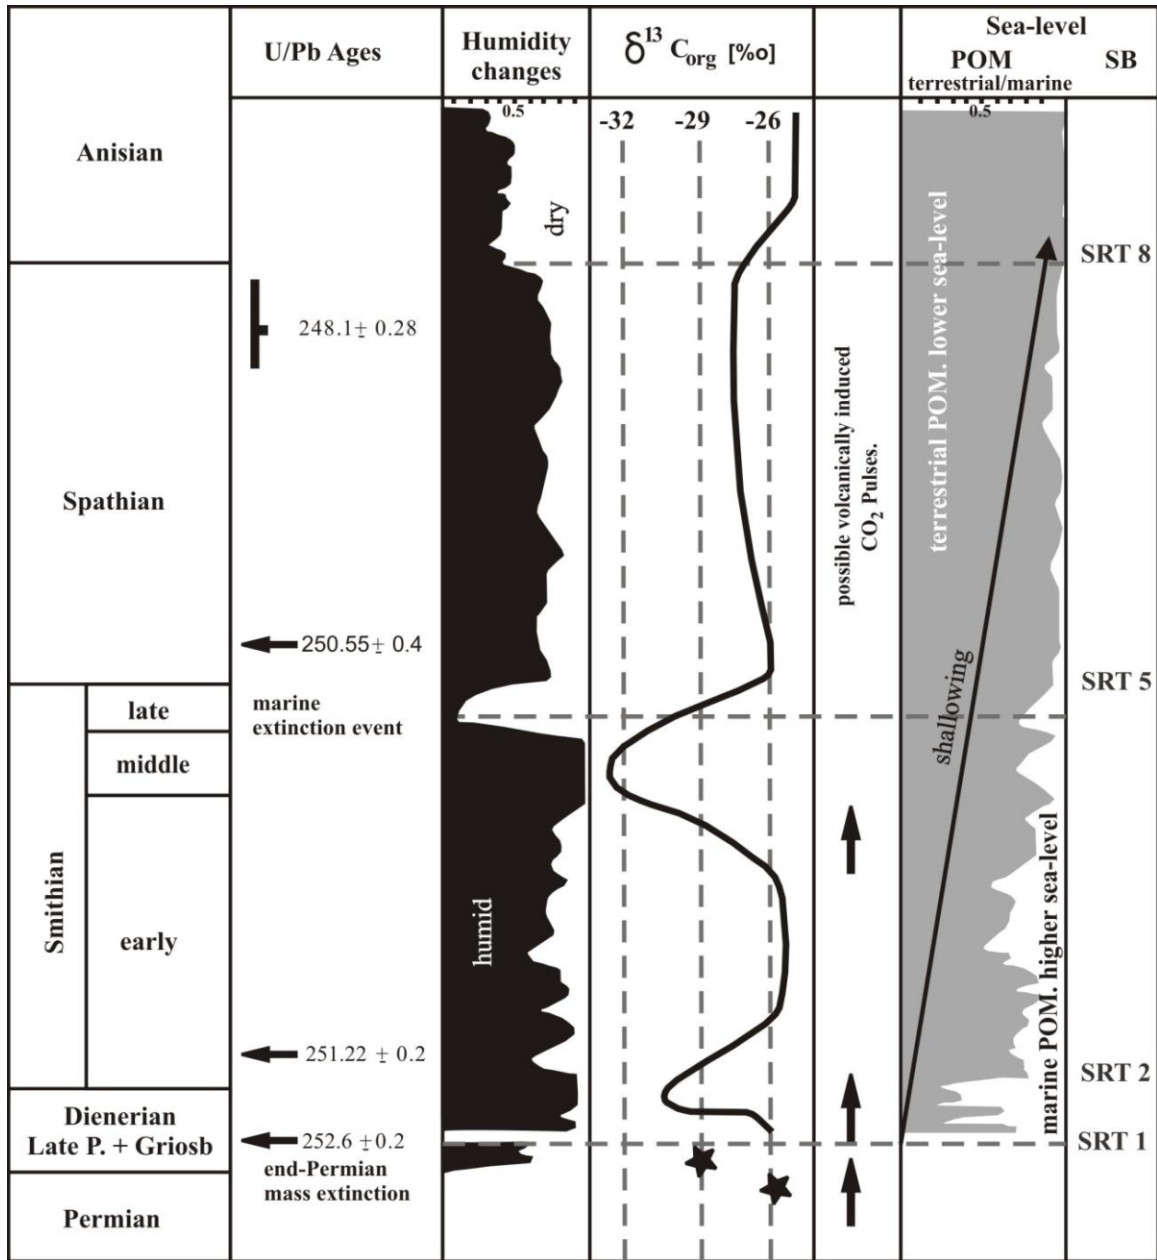 U/Pb Ages
Humidity
changes
δ¹³ Corg [‰]
Sea-level
POM
terrestrial/marine
SB
0.5
-32
-29
-26
0.5
Anisian
dry
SRT 8
248.1 ± 0.28
terrestrial POM. lower sea-level
possible volcanically induced
CO₂ Pulses.
Spathian
250.55 ± 0.4
SRT 5
late
marine
extinction event
shallowing
middle
Smithian
early
humid
marine POM. higher sea-level
251.22 ± 0.2
SRT 2
Dienerian
Late P. + Griosb
252.6 ± 0.2
SRT 1
end-Permian
mass extinction
Permian